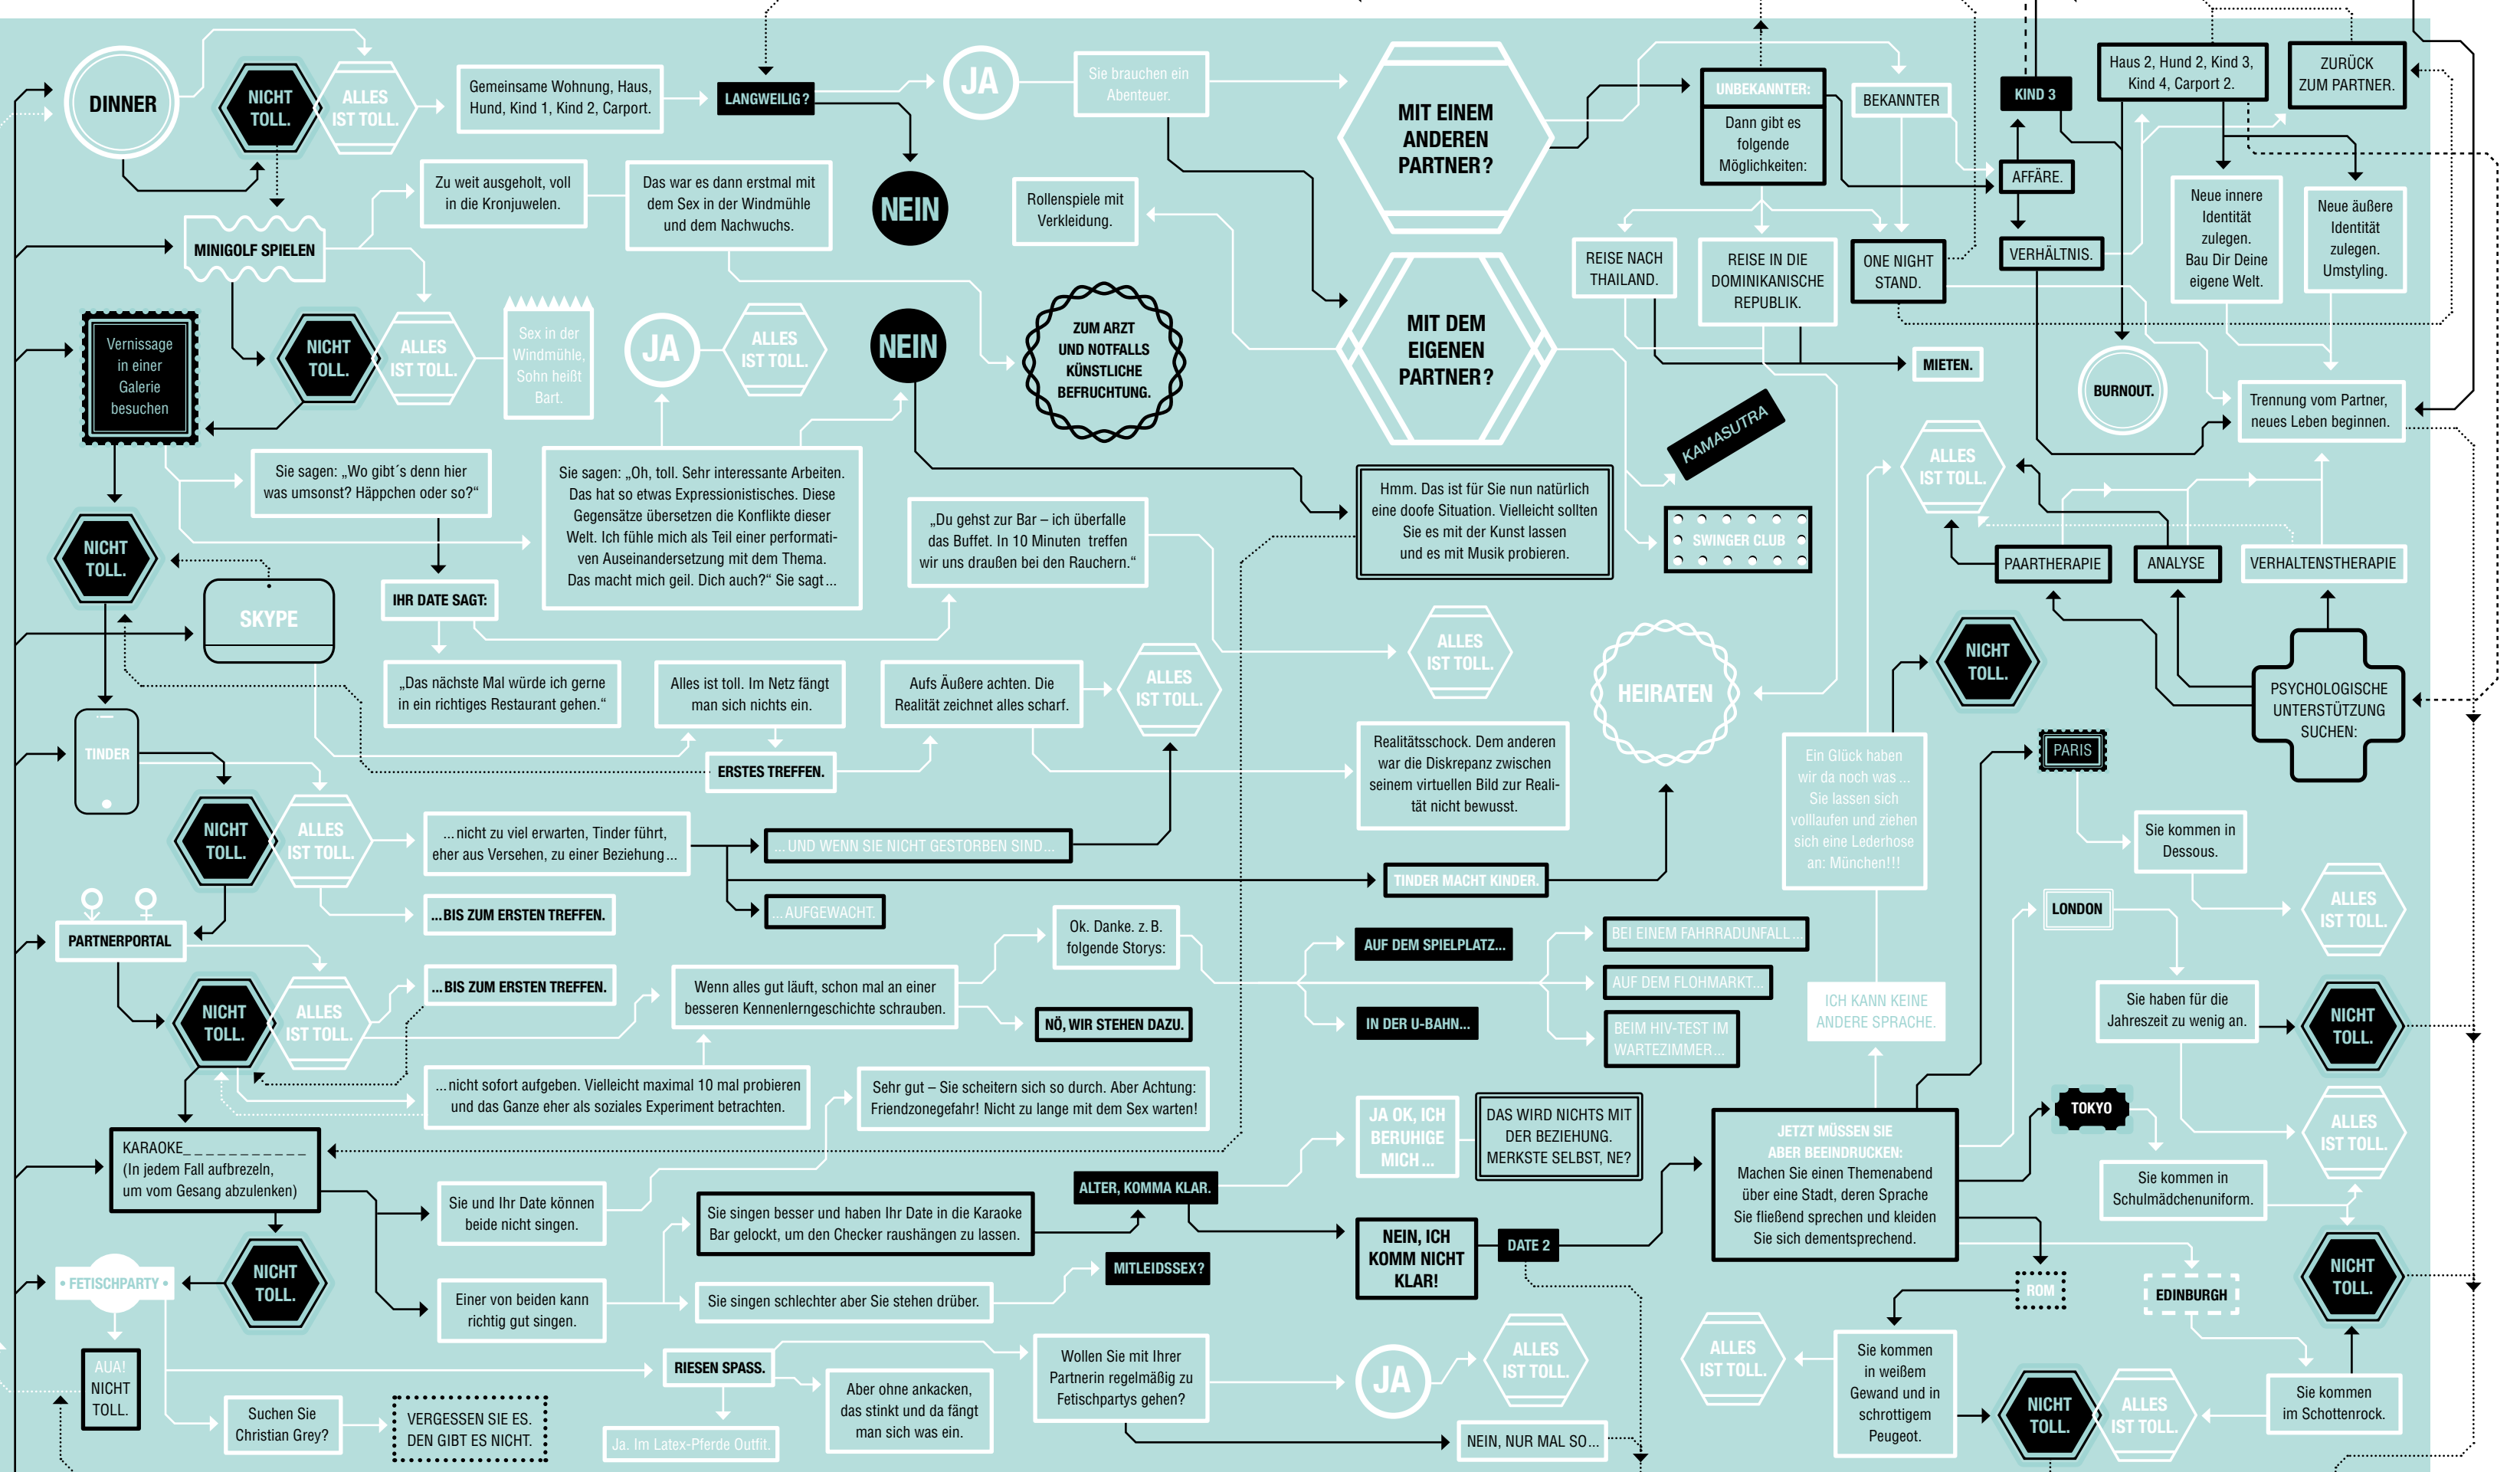 DINNER
NICHT
TOLL.
ALLES
IST TOLL.
Gemeinsame Wohnung, Haus,
Hund, Kind 1, Kind 2, Carport.
LANGWEILIG?
JA
Sie brauchen ein
Abenteuer.
NEIN
MIT EINEM
ANDEREN
PARTNER?
UNBEKANNTER:
Dann gibt es
folgende
Möglichkeiten:
BEKANNTER
KIND 3
Haus 2, Hund 2, Kind 3,
Kind 4, Carport 2.
ZURÜCK
ZUM PARTNER.
AFFÄRE.
VERHÄLTNIS.
Neue innere
Identität
zulegen.
Bau Dir Deine
eigene Welt.
Neue äußere
Identität
zulegen.
Umstyling.
MINIGOLF SPIELEN
Zu weit ausgeholt, voll
in die Kronjuwelen.
Das war es dann erstmal mit
dem Sex in der Windmühle
und dem Nachwuchs.
Rollenspiele mit
Verkleidung.
REISE NACH
THAILAND.
REISE IN DIE
DOMINIKANISCHE
REPUBLIK.
ONE NIGHT
STAND.
MIETEN.
BURNOUT.
Trennung vom Partner,
neues Leben beginnen.
Vernissage
in einer
Galerie
besuchen
NICHT
TOLL.
ALLES
IST TOLL.
Sex in der
Windmühle,
Sohn heißt
Bart.
JA
ALLES
IST TOLL.
NEIN
ZUM ARZT
UND NOTFALLS
KÜNSTLICHE
BEFRUCHTUNG.
MIT DEM
EIGENEN
PARTNER?
KAMASUTRA
SWINGER CLUB
ALLES
IST TOLL.
Sie sagen: „Wo gibt´s denn hier
was umsonst? Häppchen oder so?“
Sie sagen: „Oh, toll. Sehr interessante Arbeiten.
Das hat so etwas Expressionistisches. Diese
Gegensätze übersetzen die Konflikte dieser
Welt. Ich fühle mich als Teil einer performati-
ven Auseinandersetzung mit dem Thema.
Das macht mich geil. Dich auch?“ Sie sagt...
„Du gehst zur Bar – ich überfalle
das Buffet. In 10 Minuten treffen
wir uns draußen bei den Rauchern.“
Hmm. Das ist für Sie nun natürlich
eine doofe Situation. Vielleicht sollten
Sie es mit der Kunst lassen
und es mit Musik probieren.
PAARTHERAPIE
ANALYSE
VERHALTENSTHERAPIE
NICHT
TOLL.
SKYPE
IHR DATE SAGT:
„Das nächste Mal würde ich gerne
in ein richtiges Restaurant gehen.“
Alles ist toll. Im Netz fängt
man sich nichts ein.
Aufs Äußere achten. Die
Realität zeichnet alles scharf.
ALLES
IST TOLL.
ALLES
IST TOLL.
HEIRATEN
NICHT
TOLL.
PSYCHOLOGISCHE
UNTERSTÜTZUNG
SUCHEN:
TINDER
ERSTES TREFFEN.
Realitätsschock. Dem anderen
war die Diskrepanz zwischen
seinem virtuellen Bild zur Reali-
tät nicht bewusst.
Ein Glück haben
wir da noch was ...
Sie lassen sich
volllaufen und ziehen
sich eine Lederhose
an: München!!!
PARIS
Sie kommen in
Dessous.
NICHT
TOLL.
ALLES
IST TOLL.
...nicht zu viel erwarten, Tinder führt,
eher aus Versehen, zu einer Beziehung...
...UND WENN SIE NICHT GESTORBEN SIND...
TINDER MACHT KINDER.
...AUFGEWACHT.
...BIS ZUM ERSTEN TREFFEN.
LONDON
ALLES
IST TOLL.
PARTNERPORTAL
...BIS ZUM ERSTEN TREFFEN.
Ok. Danke. z. B.
folgende Storys:
AUF DEM SPIELPLATZ...
BEI EINEM FAHRRADUNFALL...
AUF DEM FLOHMARKT...
IN DER U-BAHN...
BEIM HIV-TEST IM
WARTEZIMMER...
ICH KANN KEINE
ANDERE SPRACHE.
Sie haben für die
Jahreszeit zu wenig an.
NICHT
TOLL.
NICHT
TOLL.
ALLES
IST TOLL.
Wenn alles gut läuft, schon mal an einer
besseren Kennenlerngeschichte schrauben.
NÖ, WIR STEHEN DAZU.
...nicht sofort aufgeben. Vielleicht maximal 10 mal probieren
und das Ganze eher als soziales Experiment betrachten.
Sehr gut – Sie scheitern sich so durch. Aber Achtung:
Friendzonegefahr! Nicht zu lange mit dem Sex warten!
JA OK, ICH
BERUHIGE
MICH ...
DAS WIRD NICHTS MIT
DER BEZIEHUNG.
MERKSTE SELBST, NE?
JETZT MÜSSEN SIE
ABER BEEINDRUCKEN:
Machen Sie einen Themenabend
über eine Stadt, deren Sprache
Sie fließend sprechen und kleiden
Sie sich dementsprechend.
TOKYO
ALLES
IST TOLL.
Sie kommen in
Schulmädchenuniform.
KARAOKE___________
(In jedem Fall aufbrezeln,
um vom Gesang abzulenken)
Sie und Ihr Date können
beide nicht singen.
Sie singen besser und haben Ihr Date in die Karaoke
Bar gelockt, um den Checker raushängen zu lassen.
ALTER, KOMMA KLAR.
NEIN, ICH
KOMM NICHT
KLAR!
DATE 2
MITLEIDSSEX?
FETISCHPARTY
NICHT
TOLL.
Einer von beiden kann
richtig gut singen.
Sie singen schlechter aber Sie stehen drüber.
ROM
EDINBURGH
NICHT
TOLL.
AUA!
NICHT
TOLL.
Suchen Sie
Christian Grey?
VERGESSEN SIE ES.
DEN GIBT ES NICHT.
RIESEN SPASS.
Ja. Im Latex-Pferde Outfit.
Aber ohne ankacken,
das stinkt und da fängt
man sich was ein.
Wollen Sie mit Ihrer
Partnerin regelmäßig zu
Fetischpartys gehen?
JA
ALLES
IST TOLL.
NEIN, NUR MAL SO...
ALLES
IST TOLL.
Sie kommen
in weißem
Gewand und in
schrottigem
Peugeot.
NICHT
TOLL.
ALLES
IST TOLL.
Sie kommen
im Schottenrock.